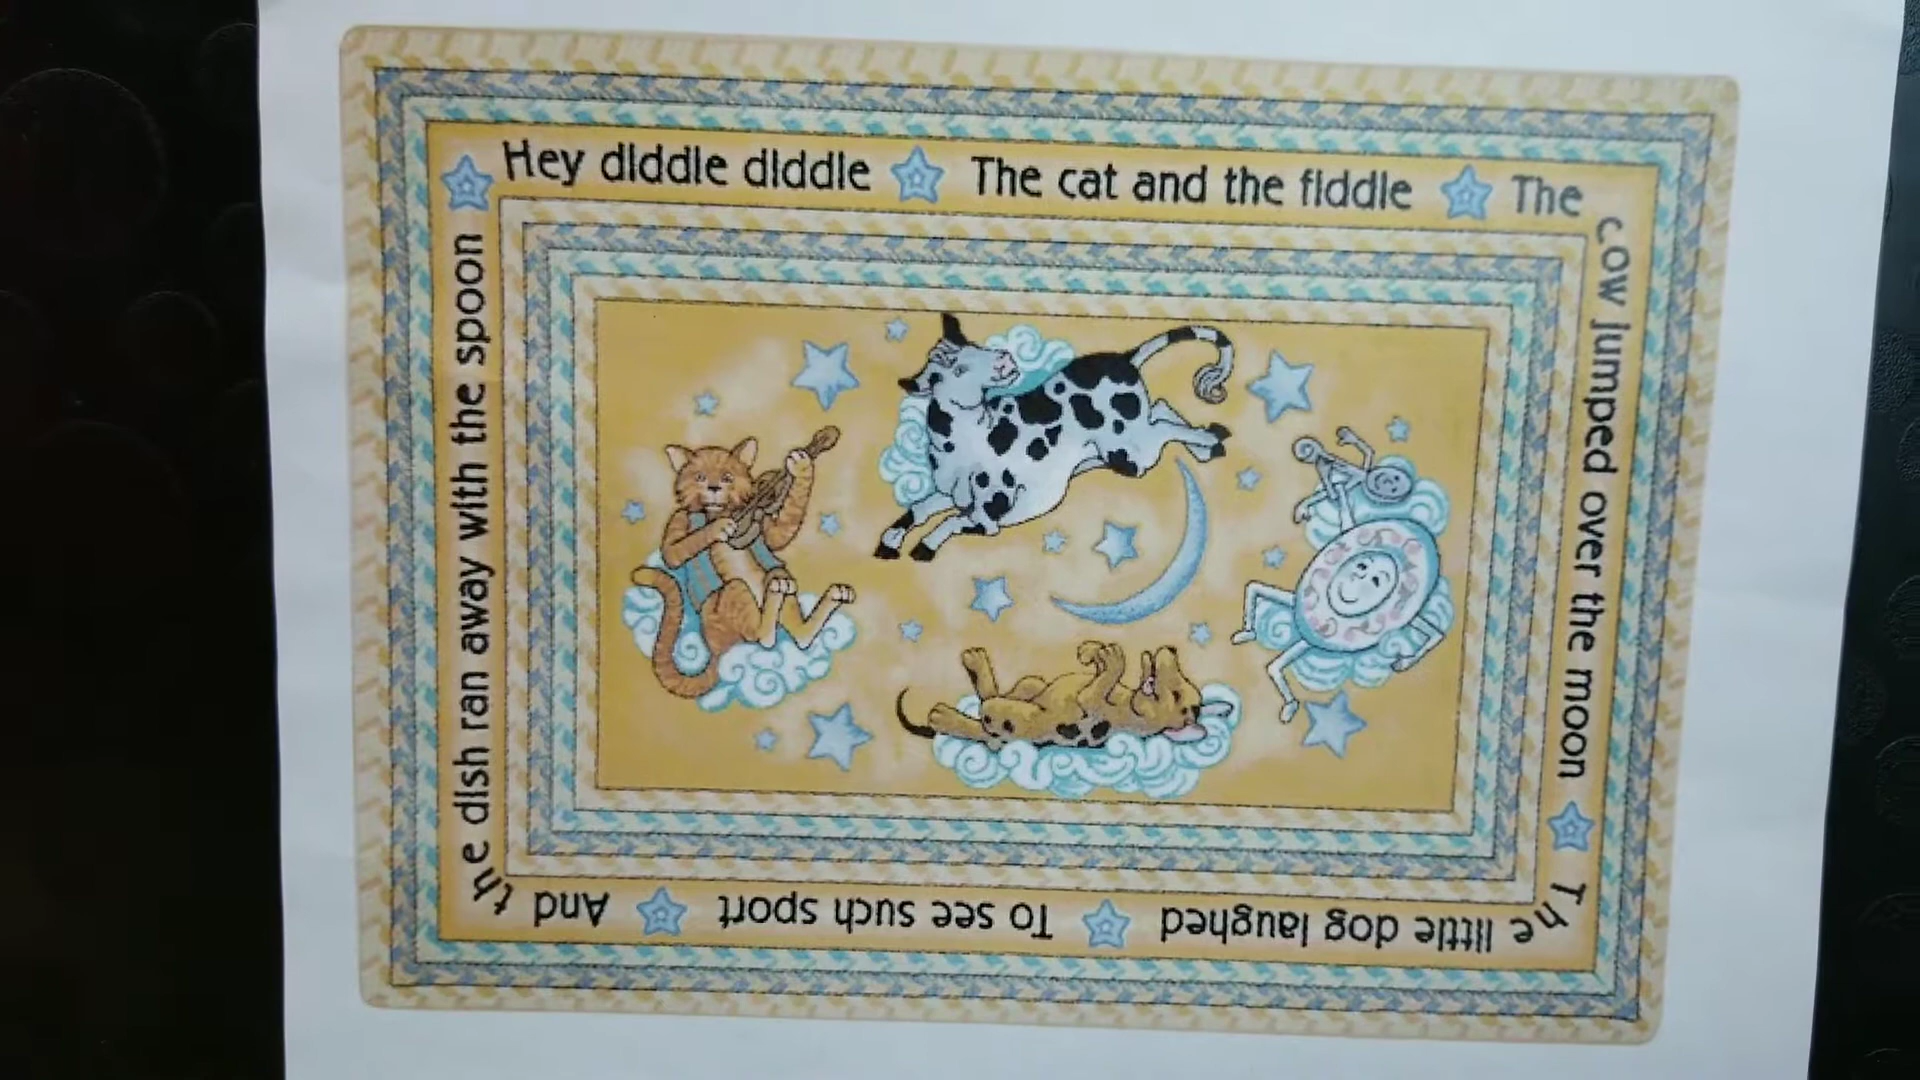 Hey diddle diddle
The cat and the fiddle
The cow jumped over the moon
The little dog laughed
To see such sport
And the dish ran away with the spoon